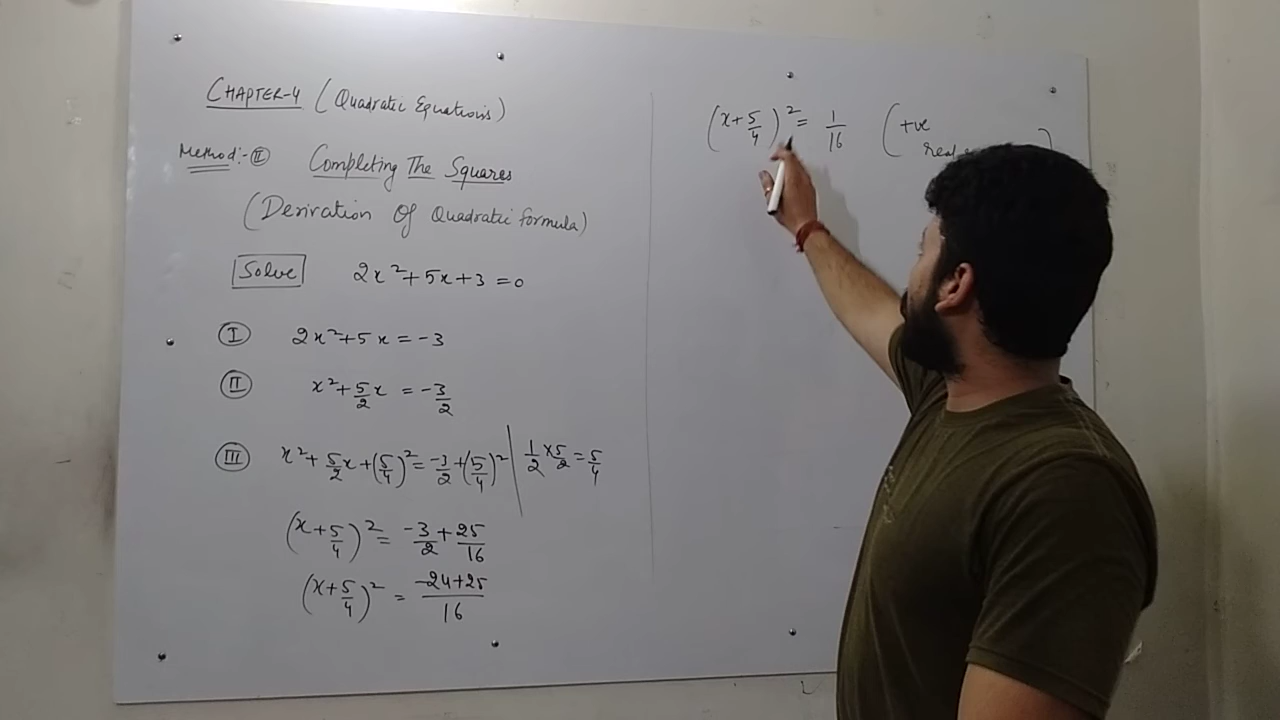 CHAPTER-4 (Quadratic Equations)
Method:- II Completing The Squares
(Derivation Of Quadratic formula)
Solve 2x²+5x+3=0
I 2x²+5x=-3
II x²+5/2x=-3/2
III x²+5/2x+(5/4)²=-3/2+(5/4)² | 1/2×5/2=5/4
(x+5/4)²=-3/2+25/16
(x+5/4)²=-24+25/16
(x+5/4)²=1/16 (+ve
)